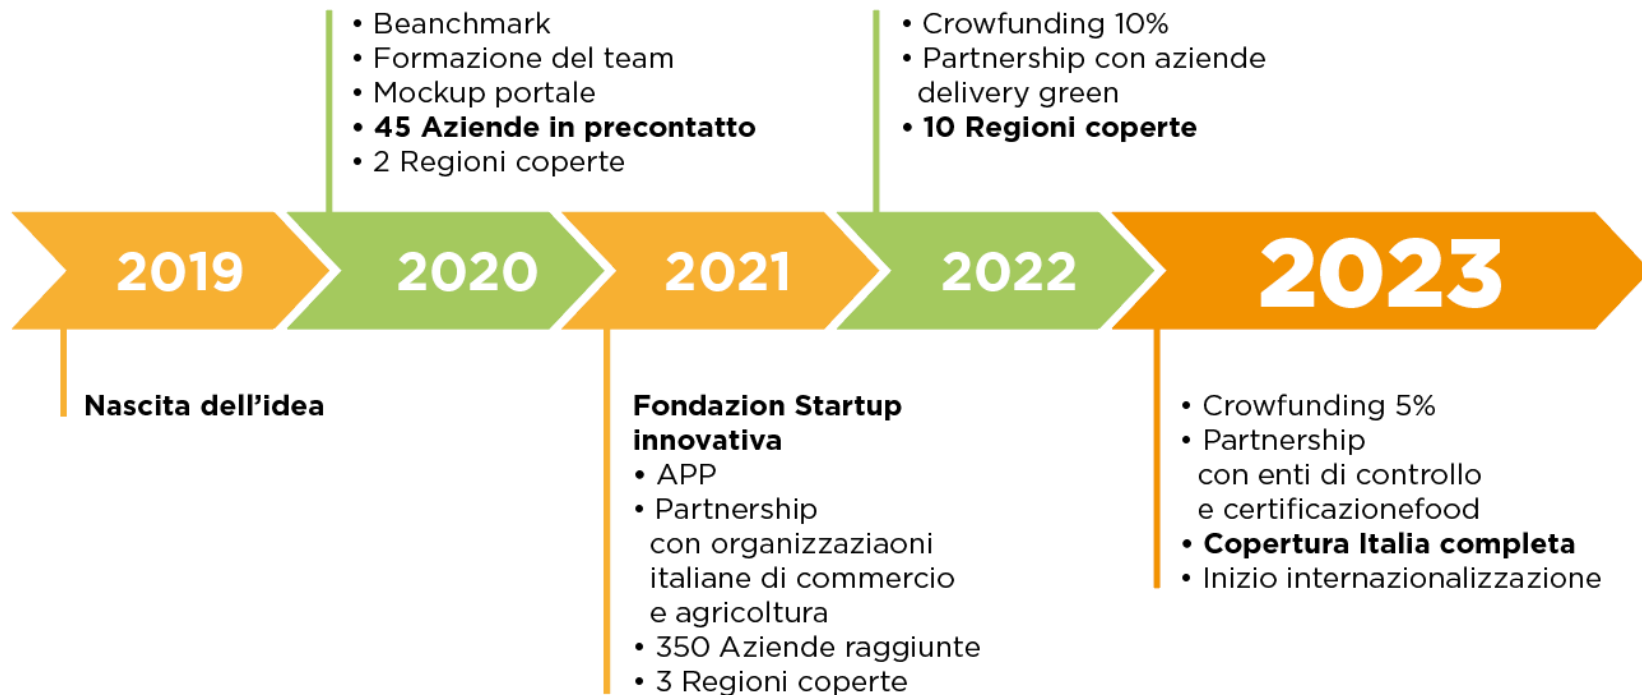 • Beanchmark
• Formazione del team
• Mockup portale
• 45 Aziende in precontatto
• 2 Regioni coperte
• Crowfunding 10%
• Partnership con aziende
delivery green
• 10 Regioni coperte
2019
2020
2021
2022
2023
Nascita dell’idea
Fondazion Startup
innovativa
• APP
• Partnership
con organizzaziaoni
italiane di commercio
e agricoltura
• 350 Aziende raggiunte
• 3 Regioni coperte
• Crowfunding 5%
• Partnership
con enti di controllo
e certificazionefood
• Copertura Italia completa
• Inizio internazionalizzazione